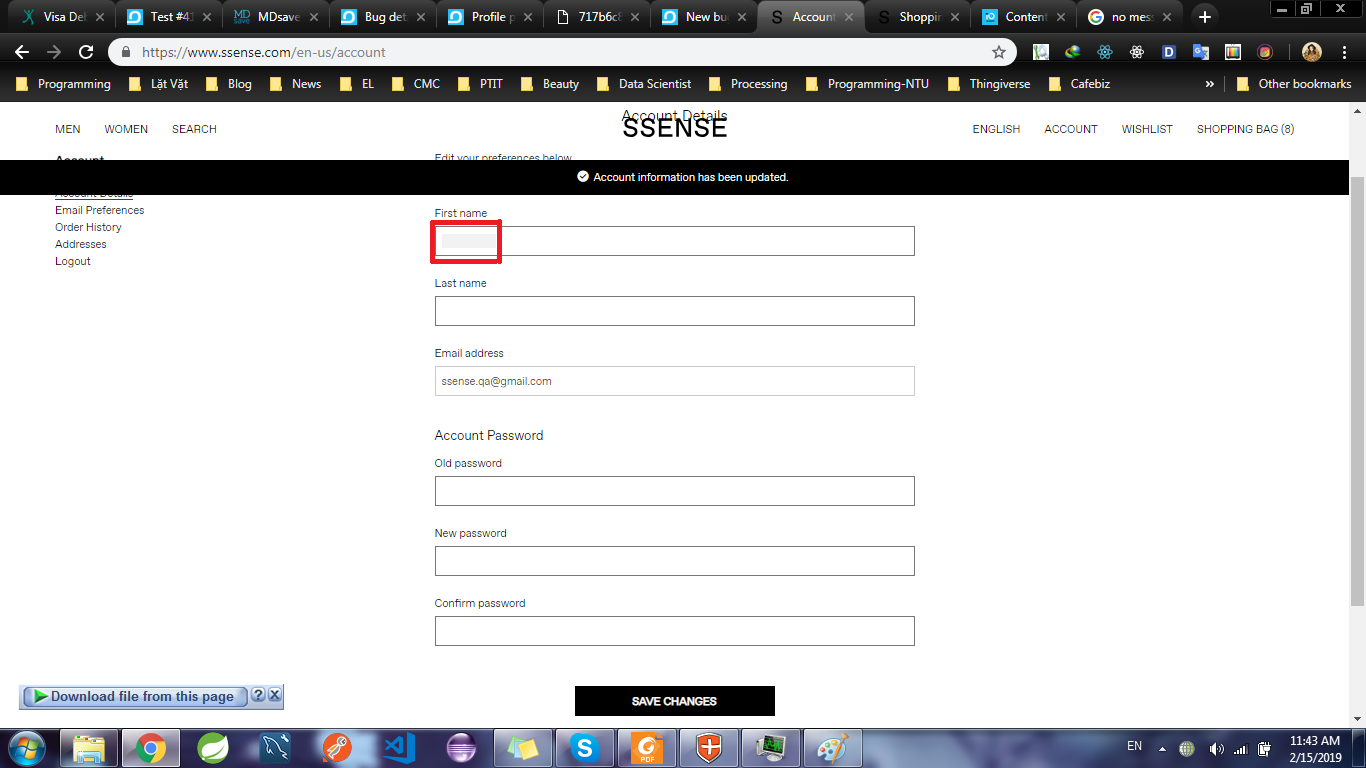 Visa Del
Test #41
MDsave
Bug det
Profile p
717b6c8
New bu
Accoun
Shoppin
Content
no mess
https://www.ssense.com/en-us/account
Programming
Lặt Vặt
Blog
News
EL
CMC
PTIT
Beauty
Data Scientist
Processing
Programming-NTU
Thingiverse
Cafebiz
»
Other bookmarks
MEN
WOMEN
SEARCH
Account Details
SSENSE
ENGLISH
ACCOUNT
WISHLIST
SHOPPING BAG (8)
Account
Edit your preferences below
Account information has been updated.
Account Details
Email Preferences
Order History
Addresses
Logout
First name
Last name
Email address
ssense.qa@gmail.com
Account Password
Old password
New password
Confirm password
Download file from this page
SAVE CHANGES
PDF
EN
11:43 AM
2/15/2019